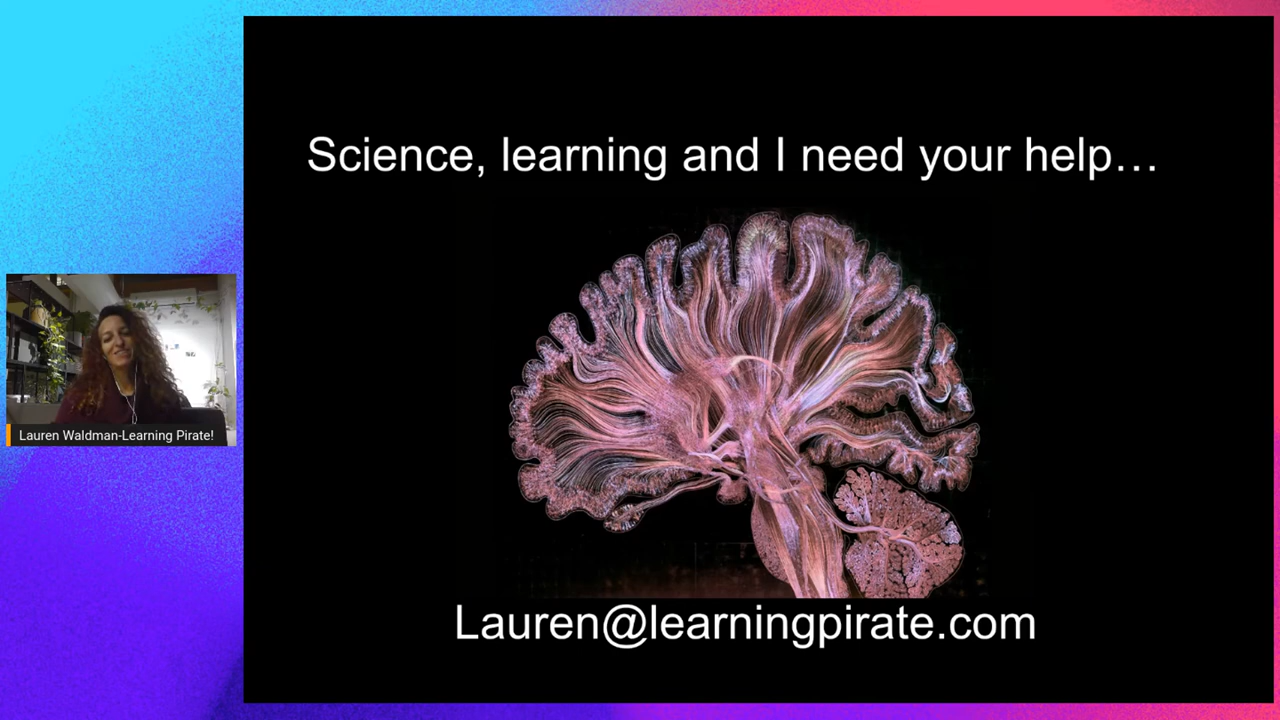 Science, learning and I need your help…
Lauren Waldman-Learning Pirate!
Lauren@learningpirate.com